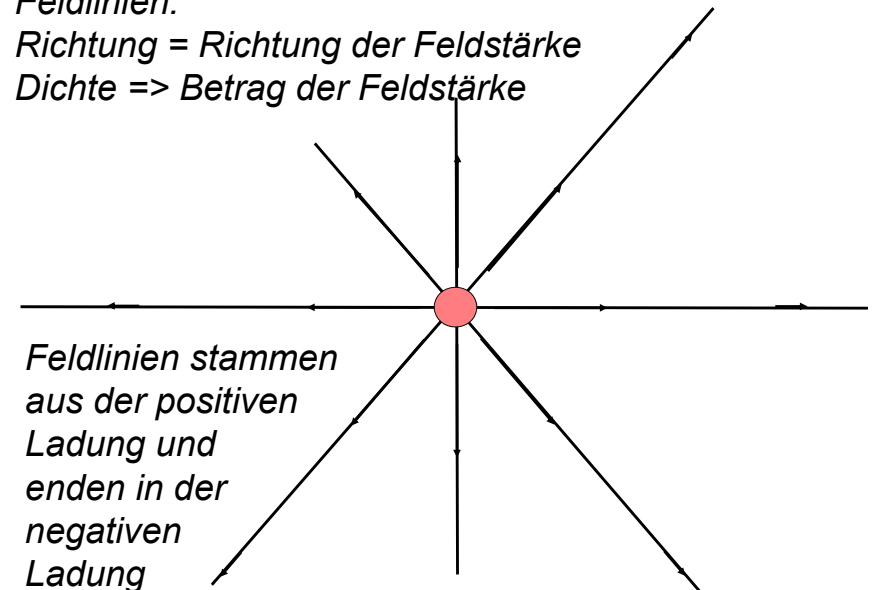 Feldlinien:
Richtung = Richtung der Feldstärke
Dichte => Betrag der Feldstärke
Feldlinien stammen
aus der positiven
Ladung und
enden in der
negativen
Ladung